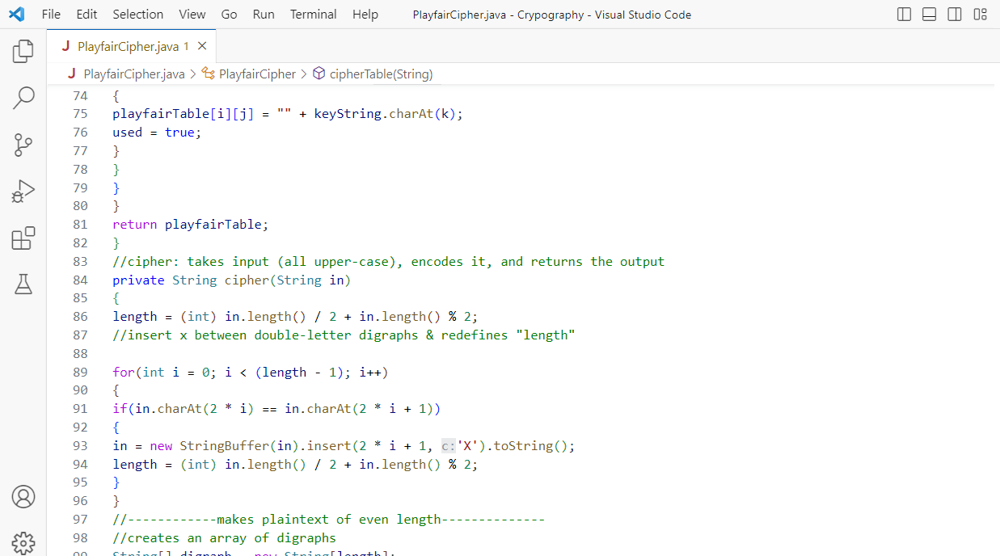 File Edit Selection View Go Run Terminal Help PlayfairCipher.java - Crypography - Visual Studio Code
J PlayfairCipher.java 1 ×
J PlayfairCipher.java > PlayfairCipher > cipherTable(String)
74 {
75 playfairTable[i][j] = "" + keyString.charAt(k);
76 used = true;
77 }
78 }
79 }
80 }
81 return playfairTable;
82 }
83 //cipher: takes input (all upper-case), encodes it, and returns the output
84 private String cipher(String in)
85 {
86 length = (int) in.length() / 2 + in.length() % 2;
87 //insert x between double-letter digraphs & redefines "length"
88
89 for(int i = 0; i < (length - 1); i++)
90 {
91 if(in.charAt(2 * i) == in.charAt(2 * i + 1))
92 {
93 in = new StringBuffer(in).insert(2 * i + 1, c:'X').toString();
94 length = (int) in.length() / 2 + in.length() % 2;
95 }
96 }
97 //------------makes plaintext of even length--------------
98 //creates an array of digraphs
99 String[] digraph = new String[length];